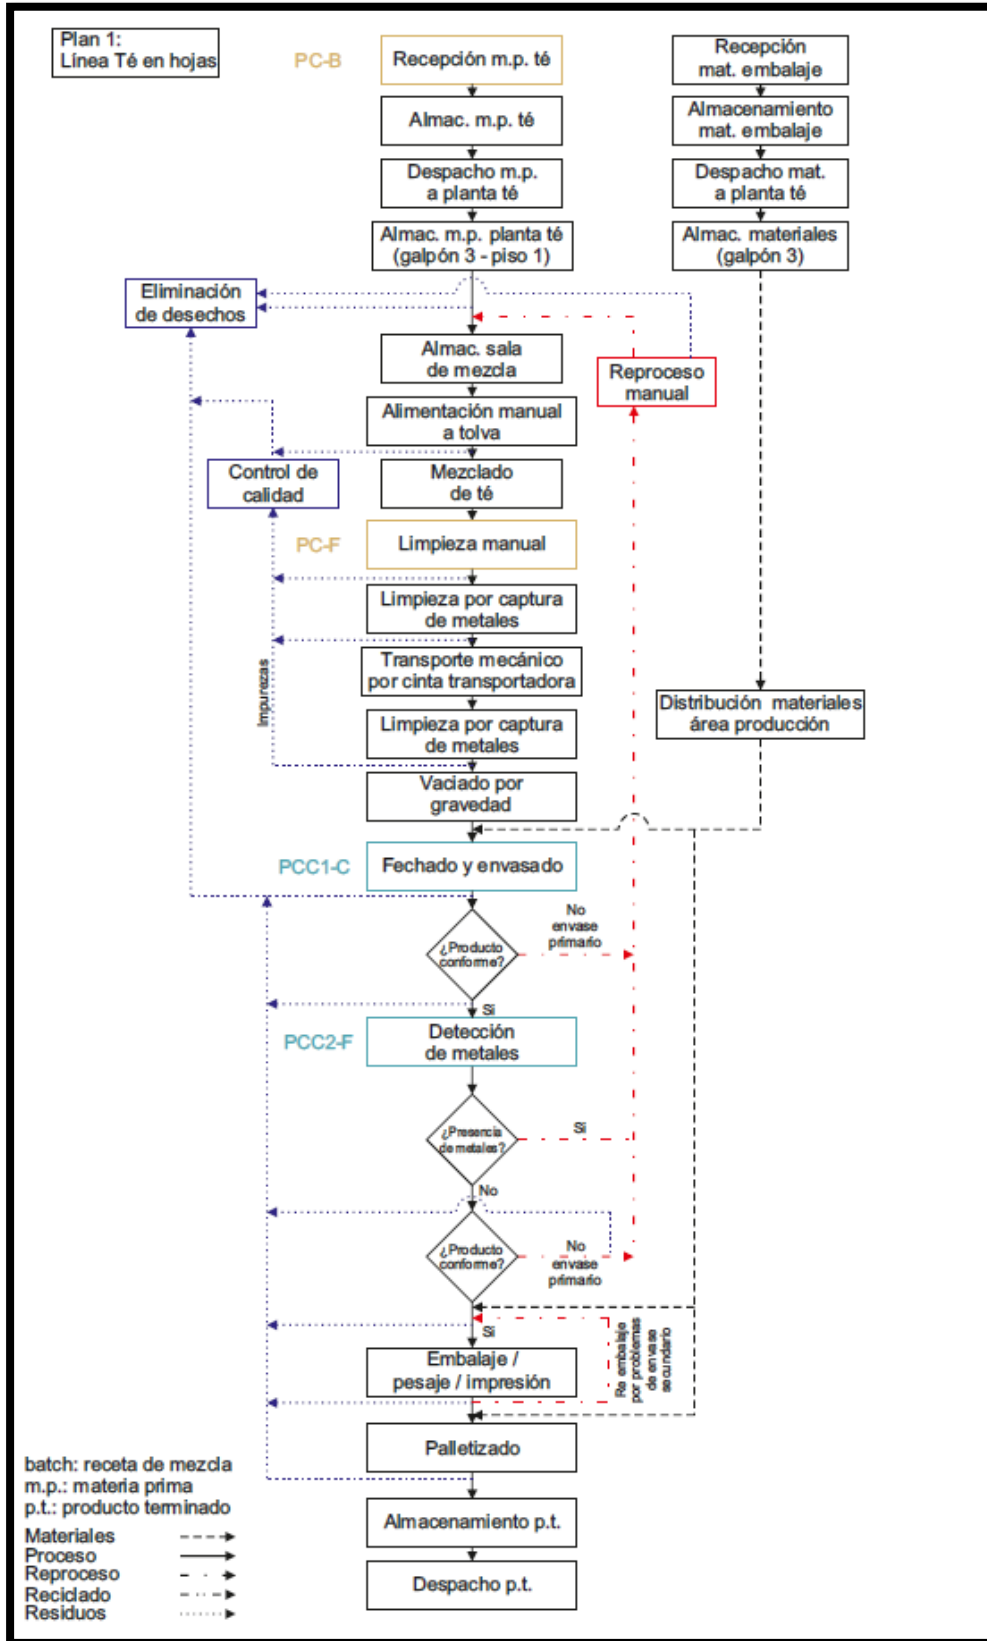 Plan 1:
Línea Té en hojas
PC-B
Recepción m.p. té
Recepción
mat. embalaje
Almac. m.p. té
Almacenamiento
mat. embalaje
Despacho m.p.
a planta té
Despacho mat.
a planta té
Almac. m.p. planta té
(galpón 3 - piso 1)
Almac. materiales
(galpón 3)
Eliminación
de desechos
Almac. sala
de mezcla
Reproceso
manual
Alimentación manual
a tolva
Control de
calidad
Mezclado
de té
PC-F
Limpieza manual
Limpieza por captura
de metales
Impurezas
Transporte mecánico
por cinta transportadora
Distribución materiales
área producción
Limpieza por captura
de metales
Vaciado por
gravedad
PCC1-C
Fechado y envasado
¿Producto
conforme?
No
envase
primario
Si
PCC2-F
Detección
de metales
¿Presencia
de metales?
Si
No
¿Producto
conforme?
No
envase
primario
Si
Re embalaje
por problemas
de envase
secundario
Embalaje /
pesaje / impresión
Palletizado
Almacenamiento p.t.
Despacho p.t.
batch: receta de mezcla
m.p.: materia prima
p.t.: producto terminado
Materiales
Proceso
Reproceso
Reciclado
Residuos